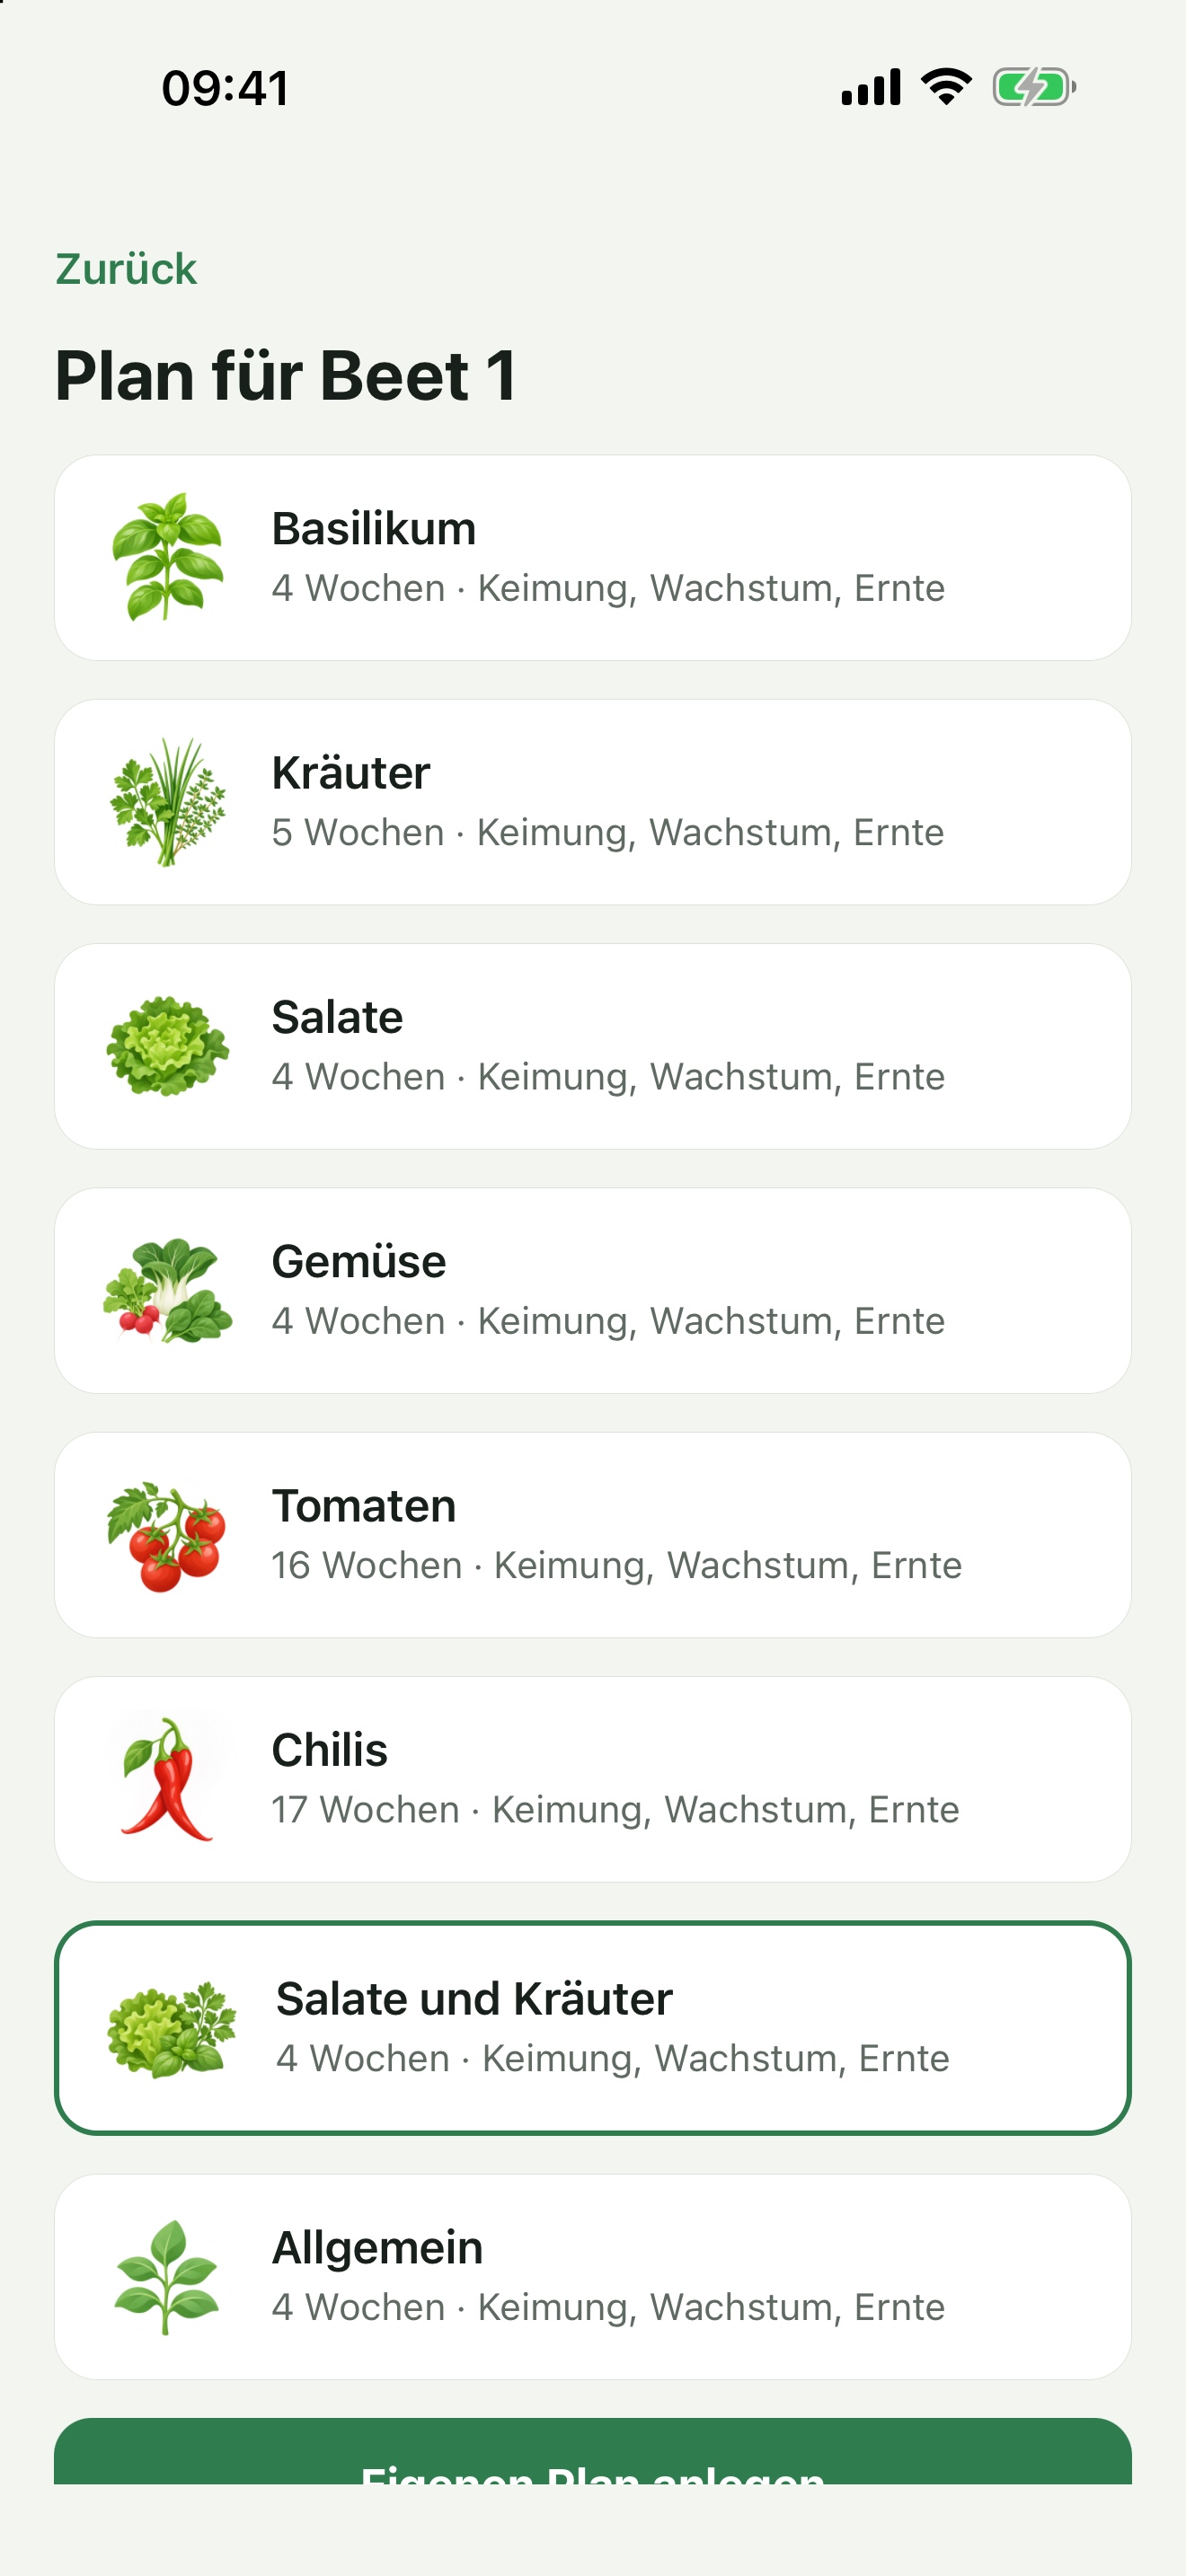 09:41
Zurück
Plan für Beet 1
Basilikum
4 Wochen · Keimung, Wachstum, Ernte
Kräuter
5 Wochen · Keimung, Wachstum, Ernte
Salate
4 Wochen · Keimung, Wachstum, Ernte
Gemüse
4 Wochen · Keimung, Wachstum, Ernte
Tomaten
16 Wochen · Keimung, Wachstum, Ernte
Chilis
17 Wochen · Keimung, Wachstum, Ernte
Salate und Kräuter
4 Wochen · Keimung, Wachstum, Ernte
Allgemein
4 Wochen · Keimung, Wachstum, Ernte
Eigenen Plan anlegen